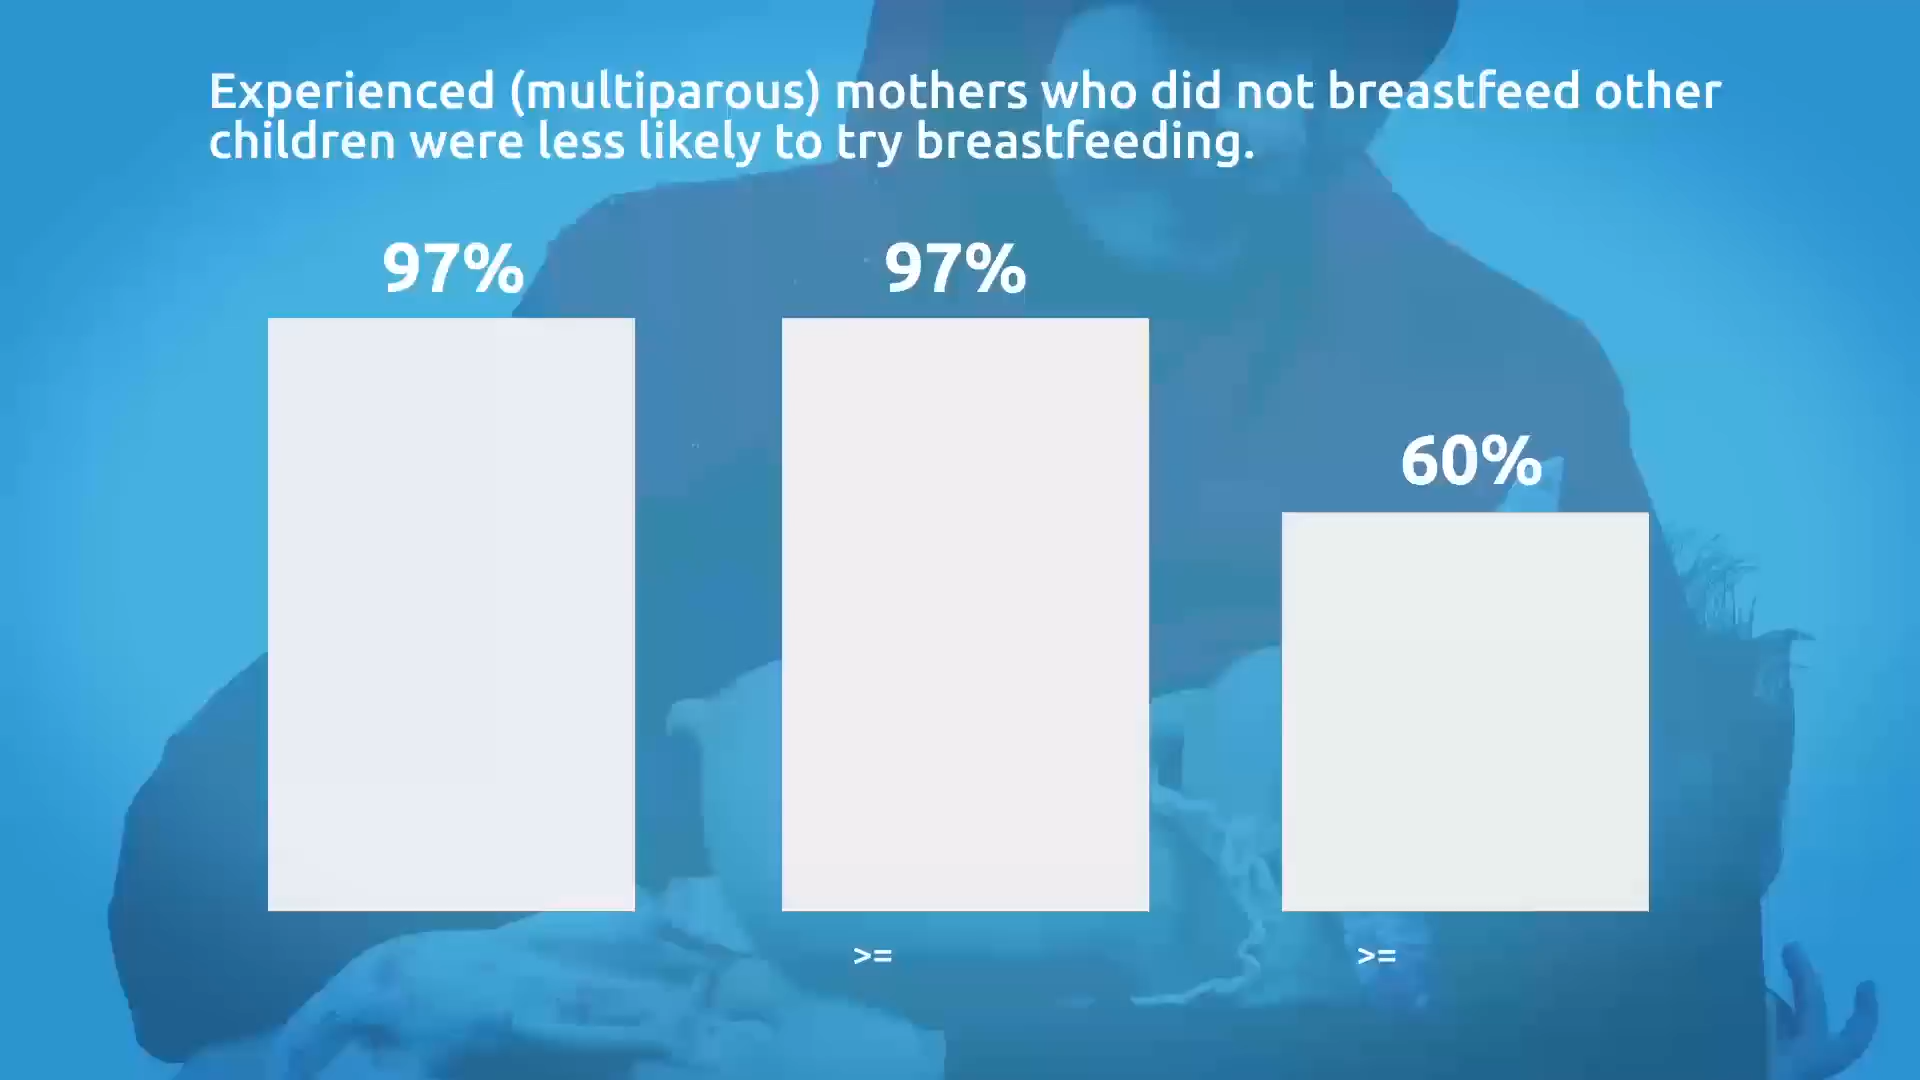 Experienced (multiparous) mothers who did not breastfeed other
children were less likely to try breastfeeding.
97%
97%
60%
>=
>=